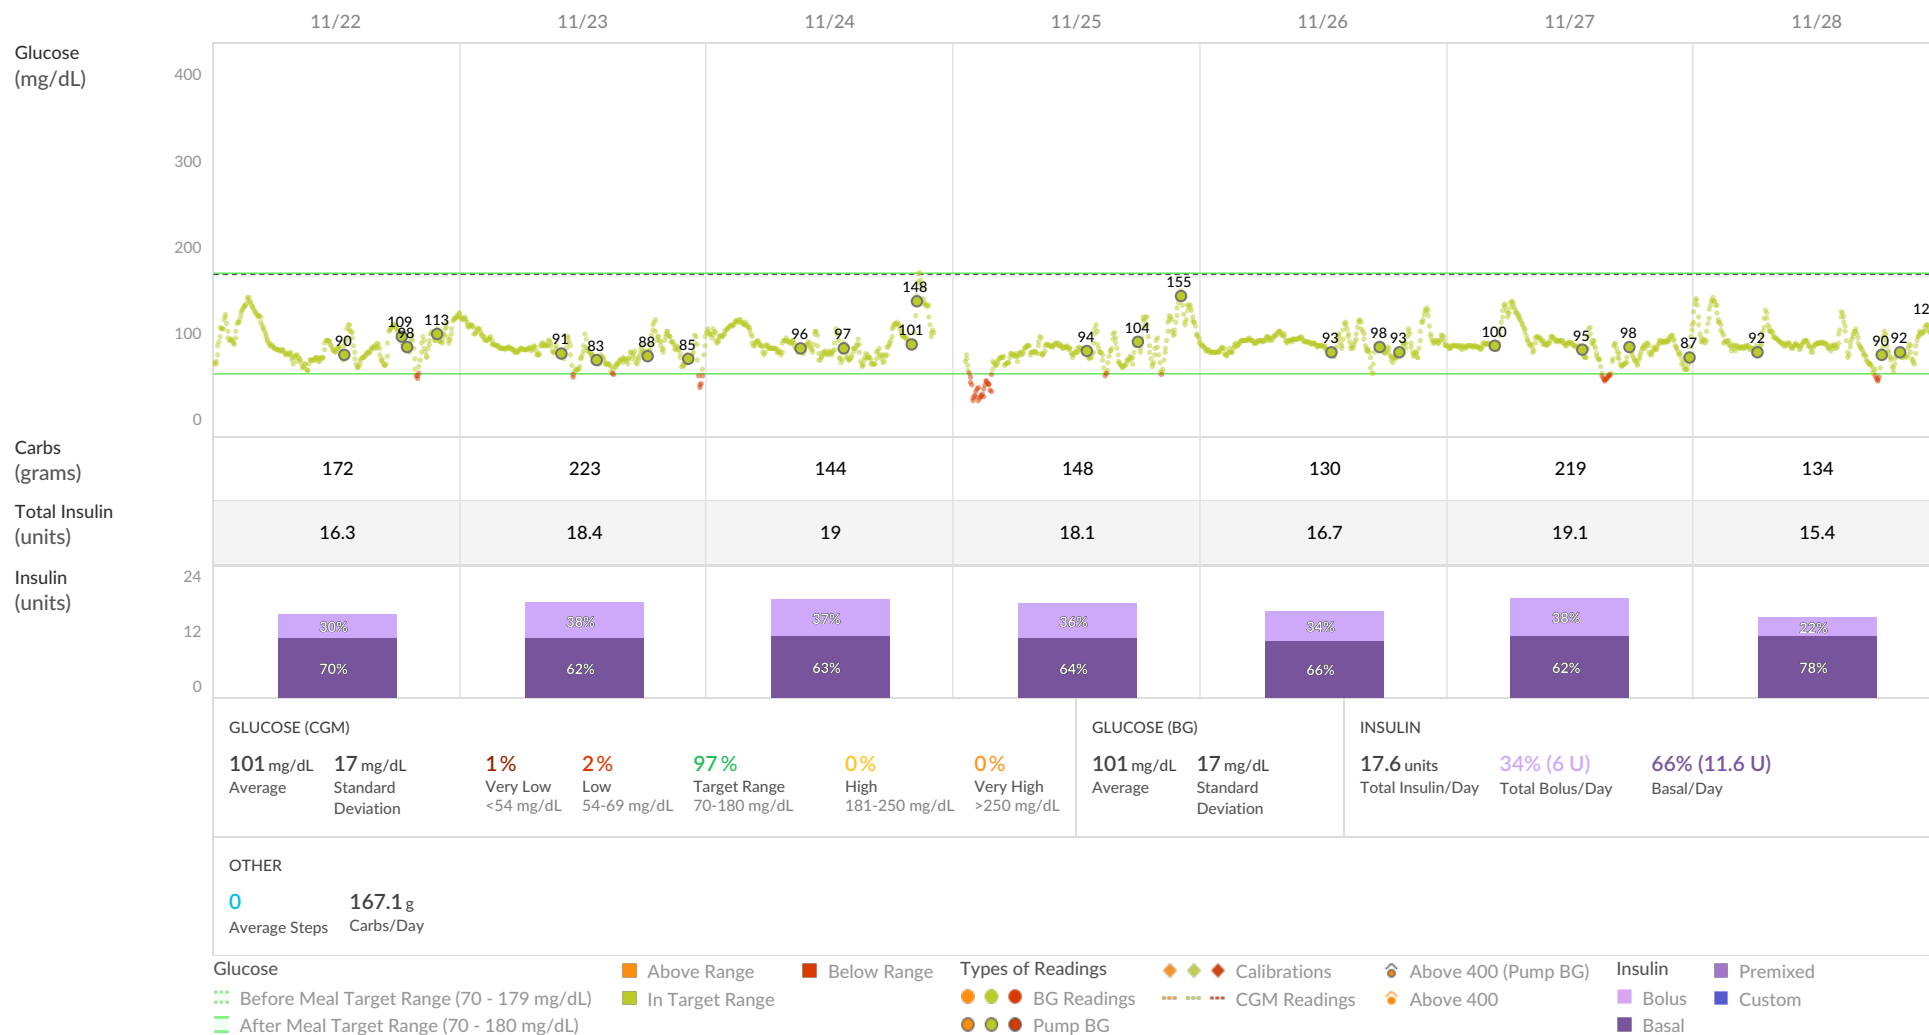 11/22 11/23 11/24 11/25 11/26 11/27 11/28
Glucose
(mg/dL)
400
300
200
100
0
90 109 98 113 91 83 88 85 96 97 148 101 94 104 155 93 98 93 100 95 98 87 92 90 92 12
Carbs
(grams)
172 223 144 148 130 219 134
Total Insulin
(units)
16.3 18.4 19 18.1 16.7 19.1 15.4
Insulin
(units)
24
12
0
30% 38% 37% 36% 34% 38% 22%
70% 62% 63% 64% 66% 62% 78%
GLUCOSE (CGM)
101 mg/dL
Average
17 mg/dL
Standard
Deviation
1%
Very Low
<54 mg/dL
2%
Low
54-69 mg/dL
97%
Target Range
70-180 mg/dL
0%
High
181-250 mg/dL
0%
Very High
>250 mg/dL
GLUCOSE (BG)
101 mg/dL
Average
17 mg/dL
Standard
Deviation
INSULIN
17.6 units
Total Insulin/Day
34% (6 U)
Total Bolus/Day
66% (11.6 U)
Basal/Day
OTHER
0
Average Steps
167.1 g
Carbs/Day
Glucose
Before Meal Target Range (70 - 179 mg/dL)
After Meal Target Range (70 - 180 mg/dL)
Above Range
In Target Range
Below Range
Types of Readings
BG Readings
Pump BG
Calibrations
CGM Readings
Above 400 (Pump BG)
Above 400
Insulin
Bolus
Basal
Premixed
Custom